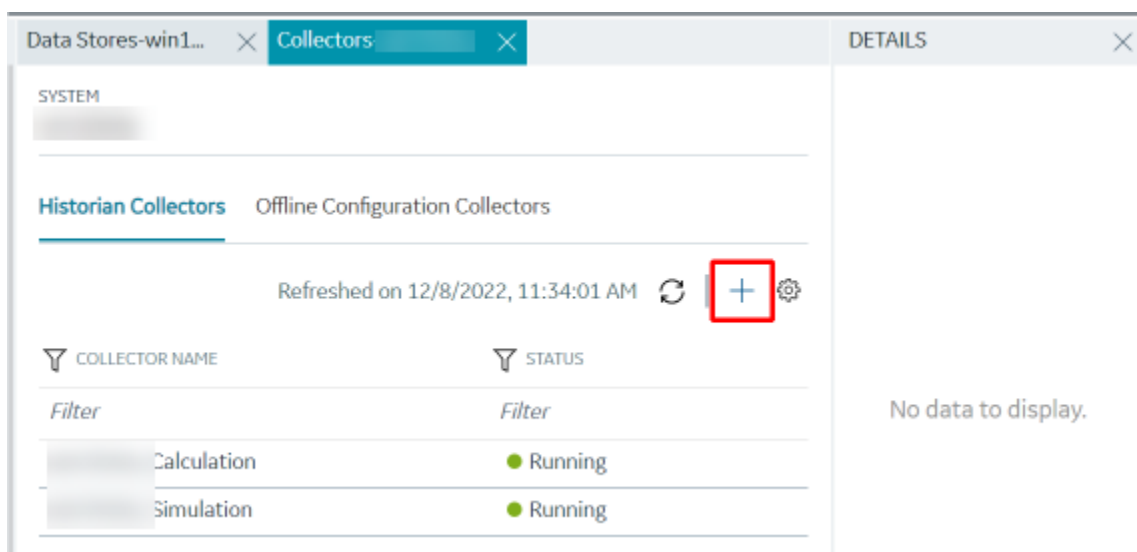 Data Stores-win1... Collectors DETAILS
SYSTEM
Historian Collectors Offline Configuration Collectors
Refreshed on 12/8/2022, 11:34:01 AM
COLLECTOR NAME STATUS
Filter Filter
No data to display.
Calculation Running
Simulation Running